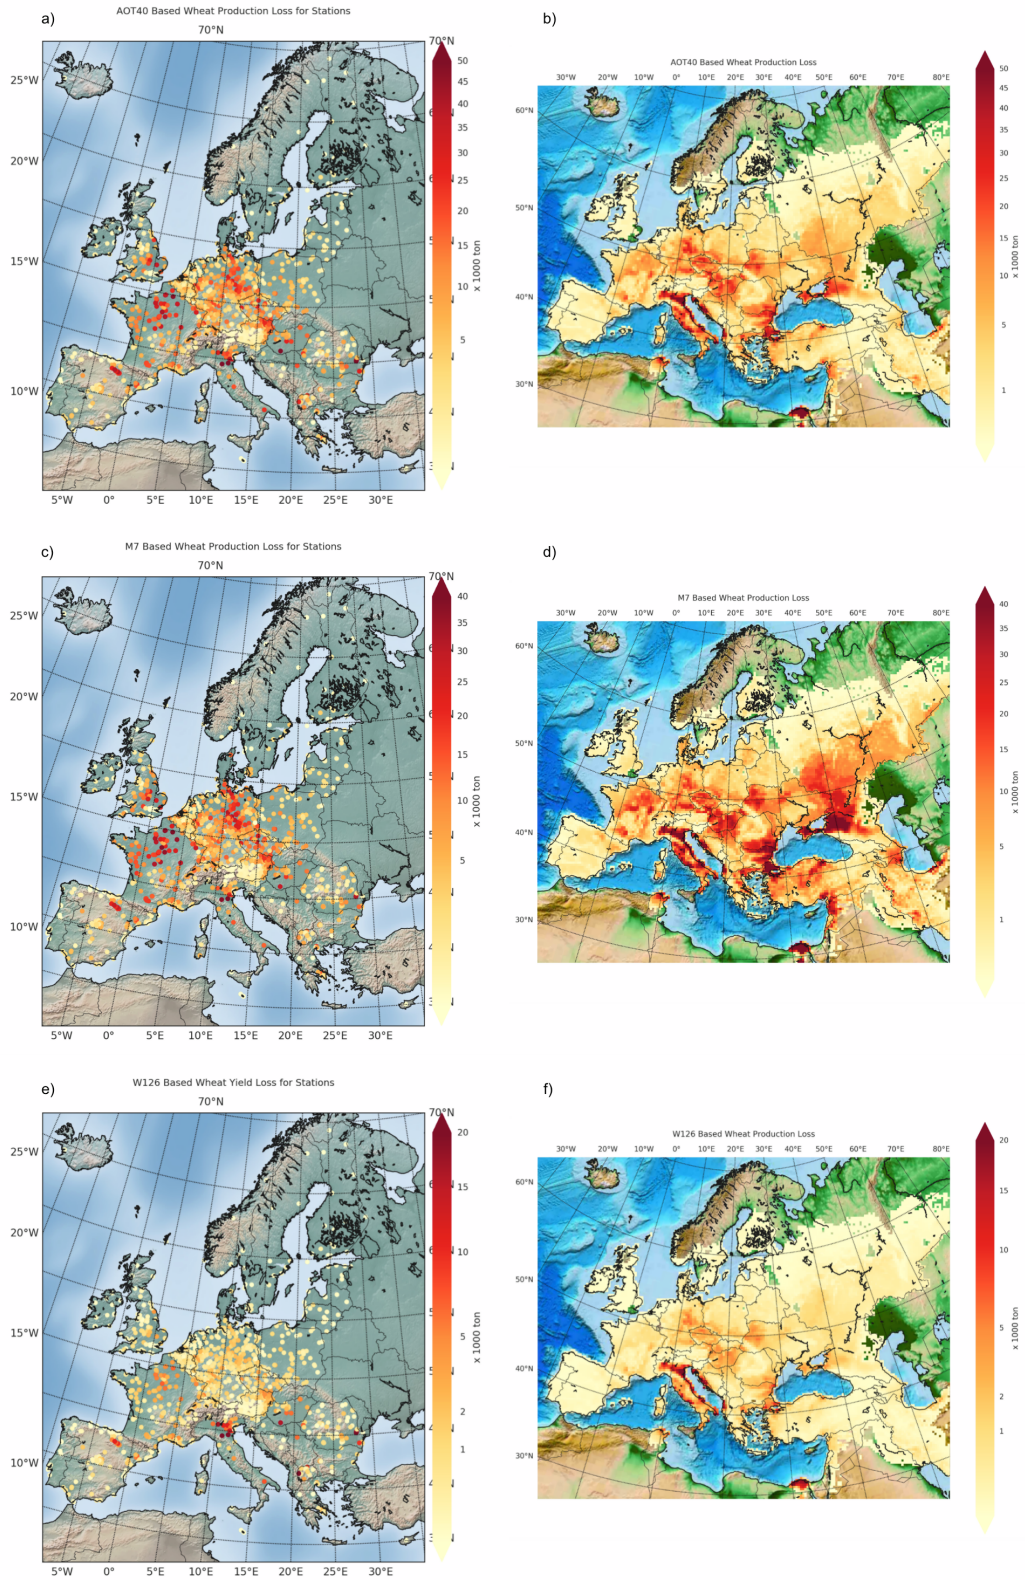 a)
AOT40 Based Wheat Production Loss for Stations
70°N
70°N
25°W
20°W
15°W
10°W
5°W 0° 5°E 10°E 15°E 20°E 25°E 30°E
50
45
40
35
30
25
20
15
10
5
x 1000 ton
b)
AOT40 Based Wheat Production Loss
30°W 20°W 10°W 0° 10°E 20°E 30°E 40°E 50°E 60°E 80°E
60°N
50°N
40°N
30°N
50
45
40
35
30
25
20
15
10
5
1
x 1000 ton
c)
M7 Based Wheat Production Loss for Stations
70°N
70°N
25°W
20°W
15°W
10°W
5°W 0° 5°E 10°E 15°E 20°E 25°E 30°E
40
35
30
25
20
15
10
5
x 1000 ton
d)
M7 Based Wheat Production Loss
30°W 20°W 10°W 0° 10°E 20°E 30°E 40°E 50°E 60°E 80°E
60°N
50°N
40°N
30°N
40
35
30
25
20
15
10
5
1
x 1000 ton
e)
W126 Based Wheat Yield Loss for Stations
70°N
70°N
25°W
20°W
15°W
10°W
5°W 0° 5°E 10°E 15°E 20°E 25°E 30°E
20
15
10
5
2
1
x 1000 ton
f)
W126 Based Wheat Production Loss
30°W 20°W 10°W 0° 10°E 20°E 30°E 40°E 50°E 60°E 80°E
60°N
50°N
40°N
30°N
20
15
10
5
2
1
x 1000 ton